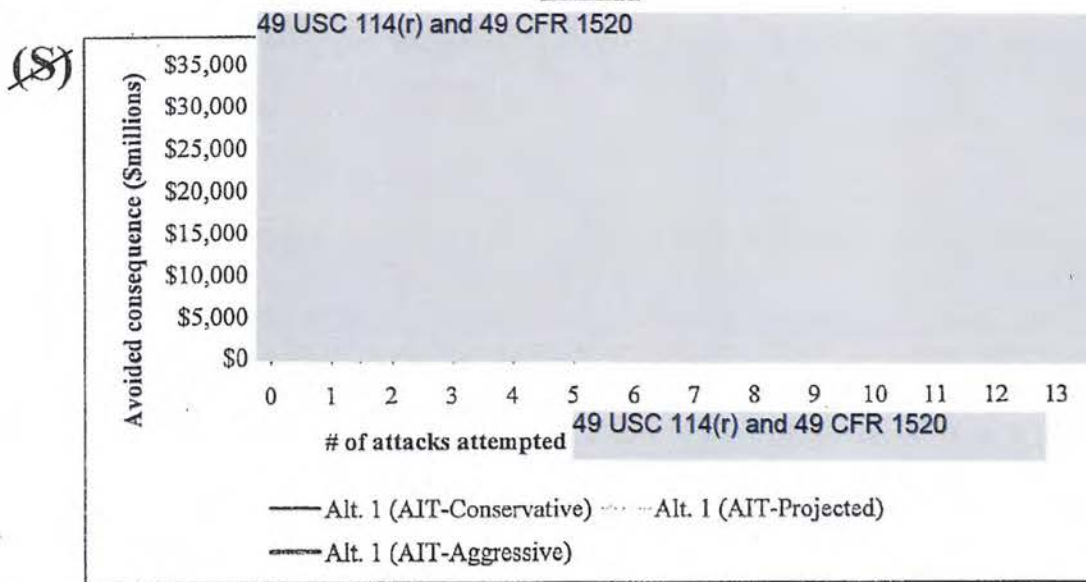 49 USC 114(r) and 49 CFR 1520
(S)
Avoided consequence ($millions)
$35,000
$30,000
$25,000
$20,000
$15,000
$10,000
$5,000
$0
0 1 2 3 4 5 6 7 8 9 10 11 12 13
# of attacks attempted 49 USC 114(r) and 49 CFR 1520
Alt. 1 (AIT-Conservative) Alt. 1 (AIT-Projected)
Alt. 1 (AIT-Aggressive)